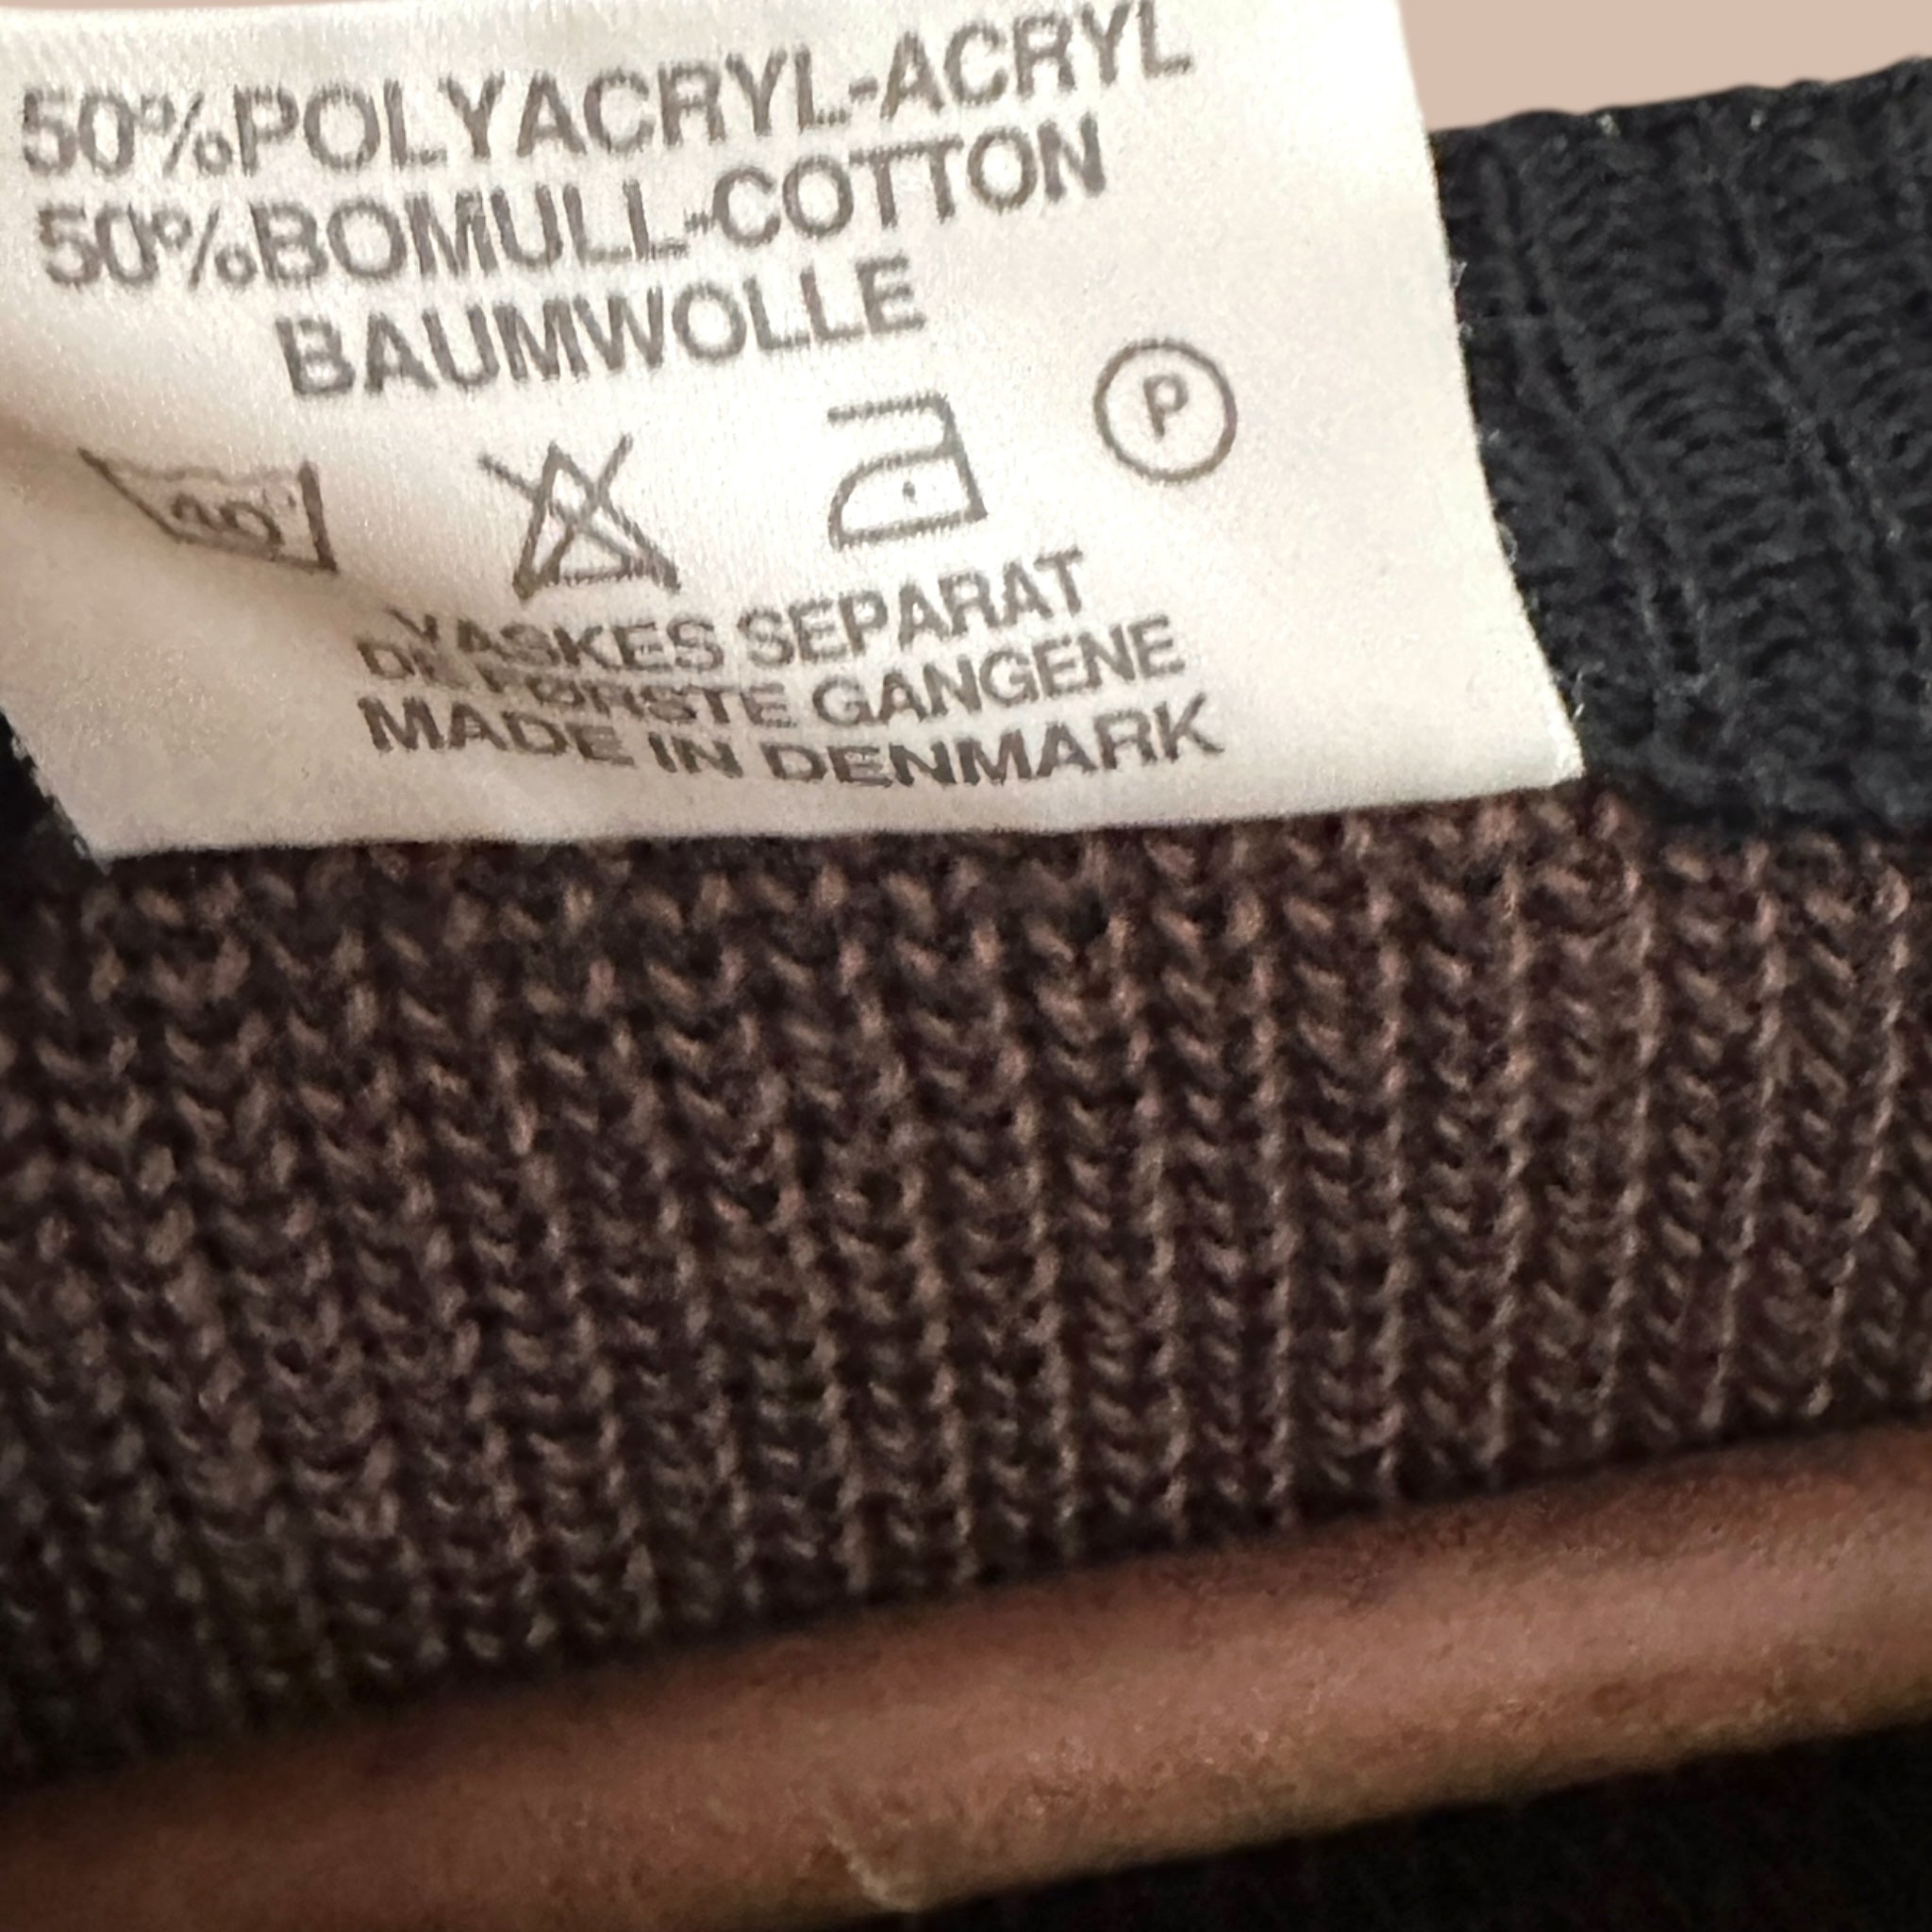 50%POLYACRYL-ACRYL
50%BOMULL-COTTON
BAUMWOLLE
40° P
VASKES SEPARAT
DE FØRSTE GANGENE
MADE IN DENMARK